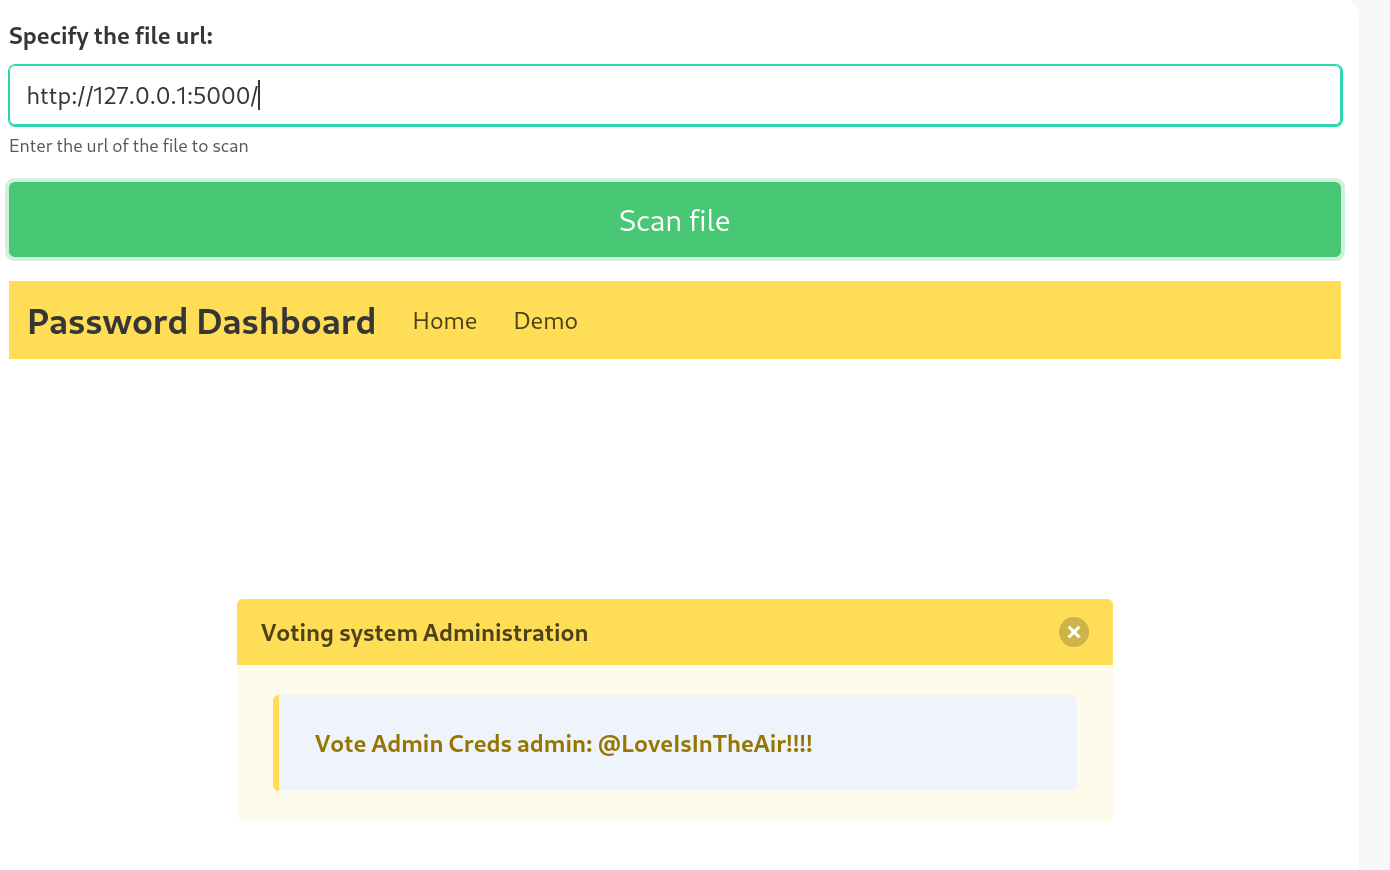 Specify the file url:
http://127.0.0.1:5000/
Enter the url of the file to scan
Scan file
Password Dashboard Home Demo
Voting system Administration
Vote Admin Creds admin: @LoveIsInTheAir!!!!